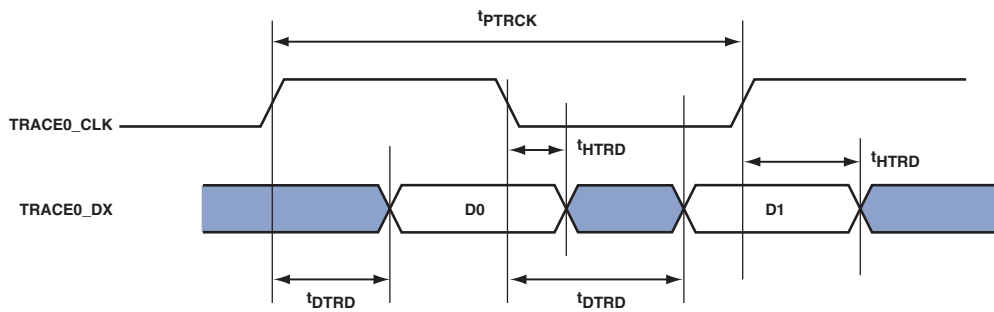 tPTRCK
TRACE0_CLK
tHTRD
tHTRD
TRACE0_DX
D0
D1
tDTRD
tDTRD